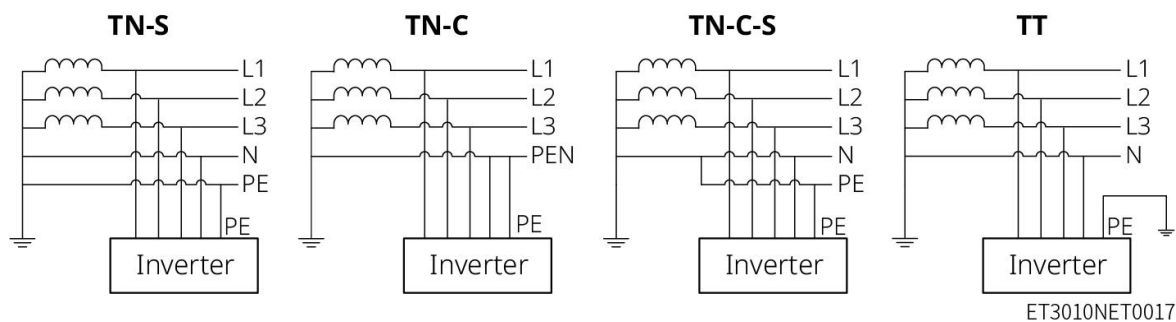 TN-S TN-C TN-C-S TT
L1 L1 L1 L1
L2 L2 L2 L2
L3 L3 L3 L3
N PEN N N
PE PE
PE PE PE PE
Inverter Inverter Inverter Inverter
ET3010NET0017